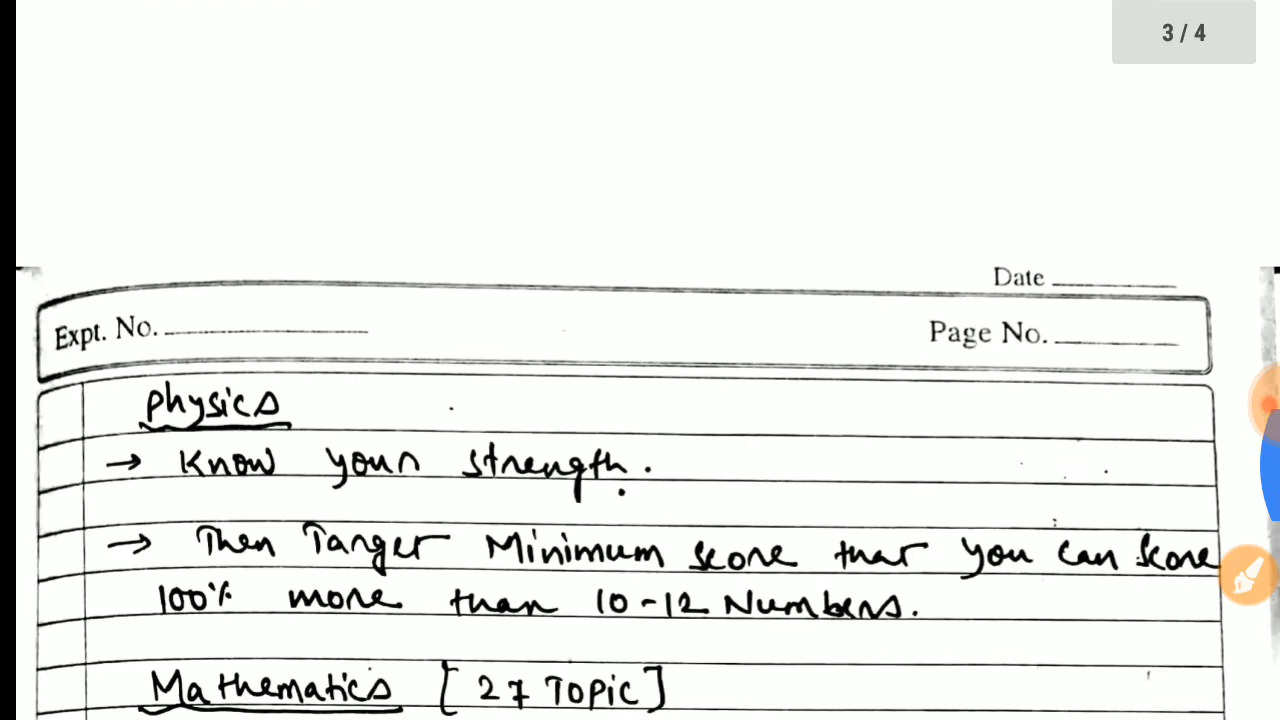 3 / 4
Date
Expt. No.
Page No.
Physics
→ Know your strength.
→ Then Target Minimum score that you can score
100% more than 10-12 Numbers.
Mathematics [27 Topic]